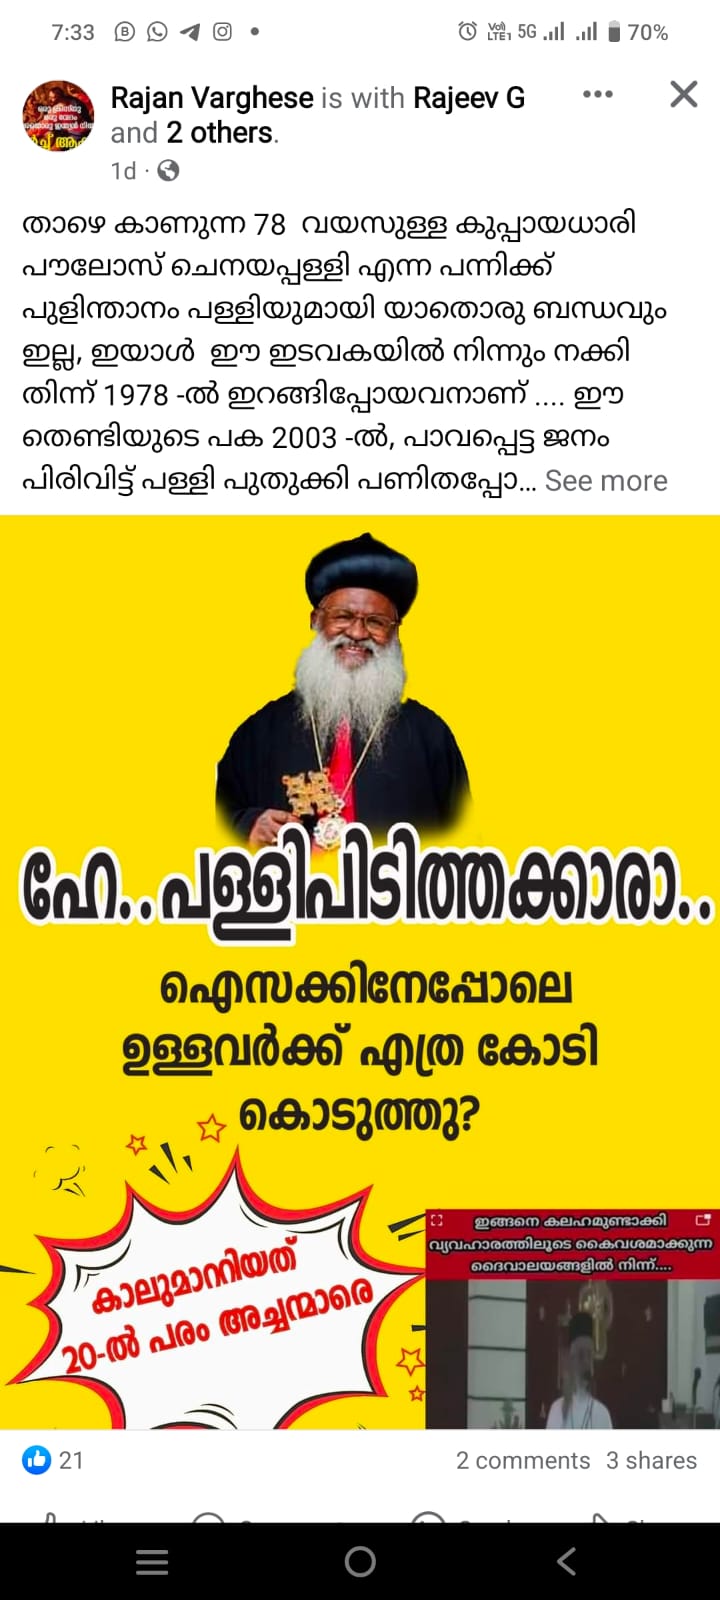 7:33
Vol)
LTE1 5G
70%
Rajan Varghese is with Rajeev G
and 2 others.
1d ·
താഴെ കാണുന്ന 78 വയസുള്ള കുപ്പായധാരി
പൗലോസ് ചെനയപ്പള്ളി എന്ന പന്നിക്ക്
പുളിന്താനം പള്ളിയുമായി യാതൊരു ബന്ധവും
ഇല്ല, ഇയാൾ ഈ ഇടവകയിൽ നിന്നും നക്കി
തിന്ന് 1978 -ൽ ഇറങ്ങിപ്പോയവനാണ് .... ഈ
തെണ്ടിയുടെ പക 2003 -ൽ, പാവപ്പെട്ട ജനം
പിരിവിട്ട് പള്ളി പുതുക്കി പണിതപ്പോ... See more
ഹേ..പള്ളിപിടിത്തക്കാരാ..
ഐസക്കിനേപ്പോലെ
ഉള്ളവർക്ക് എത്ര കോടി
കൊടുത്തു?
കാലുമാറിയത്
20-ൽ പരം അച്ചന്മാരെ
ഇങ്ങനെ കലഹമുണ്ടാക്കി
വ്യവഹാരത്തിലൂടെ കൈവശമാക്കുന്ന
ദൈവാലയങ്ങളിൽ നിന്ന്....
21
2 comments 3 shares